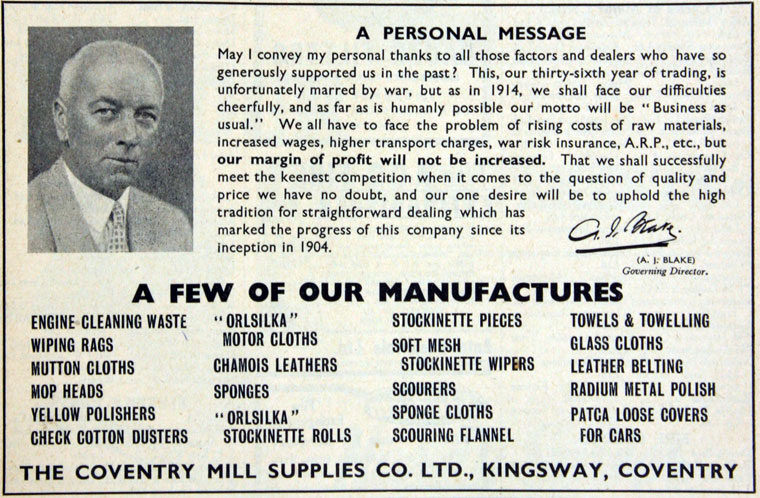 A PERSONAL MESSAGE
May I convey my personal thanks to all those factors and dealers who have so
generously supported us in the past? This, our thirty-sixth year of trading, is
unfortunately marred by war, but as in 1914, we shall face our difficulties
cheerfully, and as far as is humanly possible our motto will be "Business as
usual." We all have to face the problem of rising costs of raw materials,
increased wages, higher transport charges, war risk insurance, A.R.P., etc., but
our margin of profit will not be increased. That we shall successfully
meet the keenest competition when it comes to the question of quality and
price we have no doubt, and our one desire will be to uphold the high
tradition for straightforward dealing which has
marked the progress of this company since its
inception in 1904.
A. J. Blake.
(A. J. BLAKE)
Governing Director.
A FEW OF OUR MANUFACTURES
ENGINE CLEANING WASTE
WIPING RAGS
MUTTON CLOTHS
MOP HEADS
YELLOW POLISHERS
CHECK COTTON DUSTERS
"ORLSILKA"
MOTOR CLOTHS
CHAMOIS LEATHERS
SPONGES
"ORLSILKA"
STOCKINETTE ROLLS
STOCKINETTE PIECES
SOFT MESH
STOCKINETTE WIPERS
SCOURERS
SPONGE CLOTHS
SCOURING FLANNEL
TOWELS & TOWELLING
GLASS CLOTHS
LEATHER BELTING
RADIUM METAL POLISH
PATCA LOOSE COVERS
FOR CARS
THE COVENTRY MILL SUPPLIES CO. LTD., KINGSWAY, COVENTRY